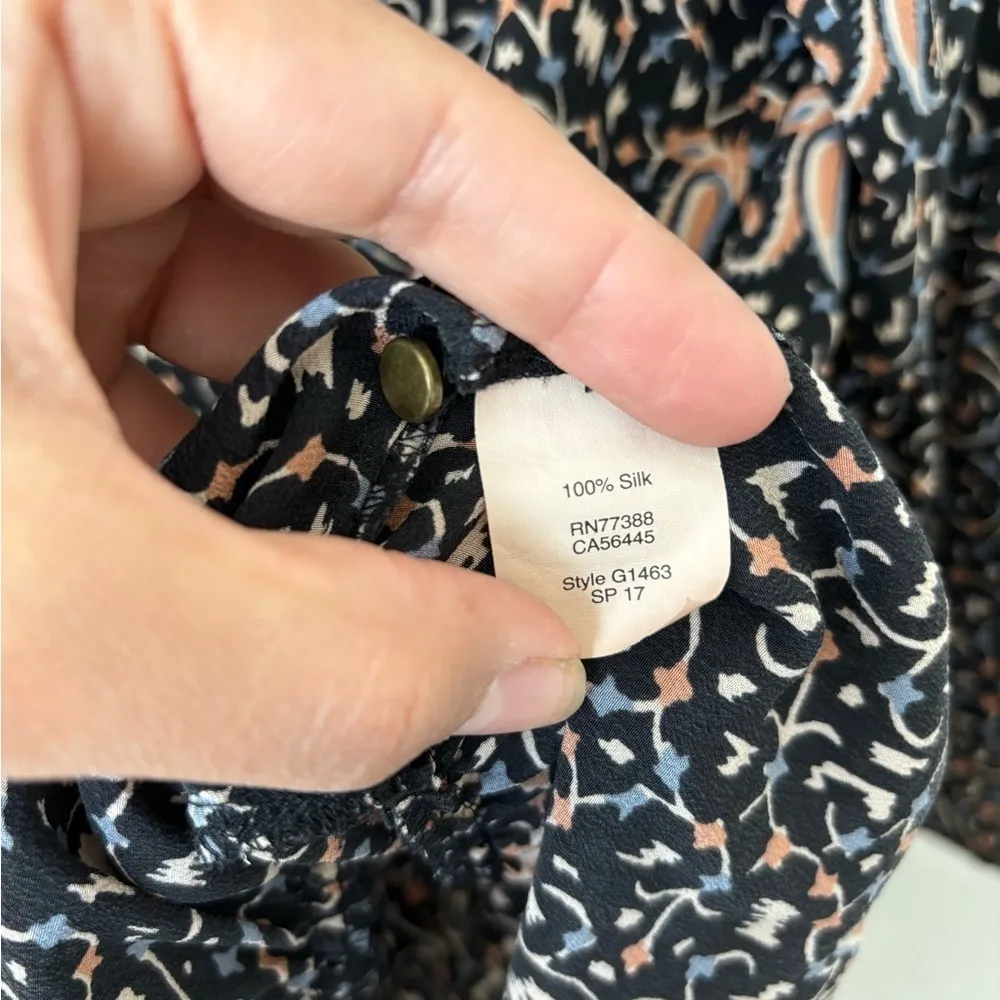 100% Silk
RN77388
CA56445
Style G1463
SP 17